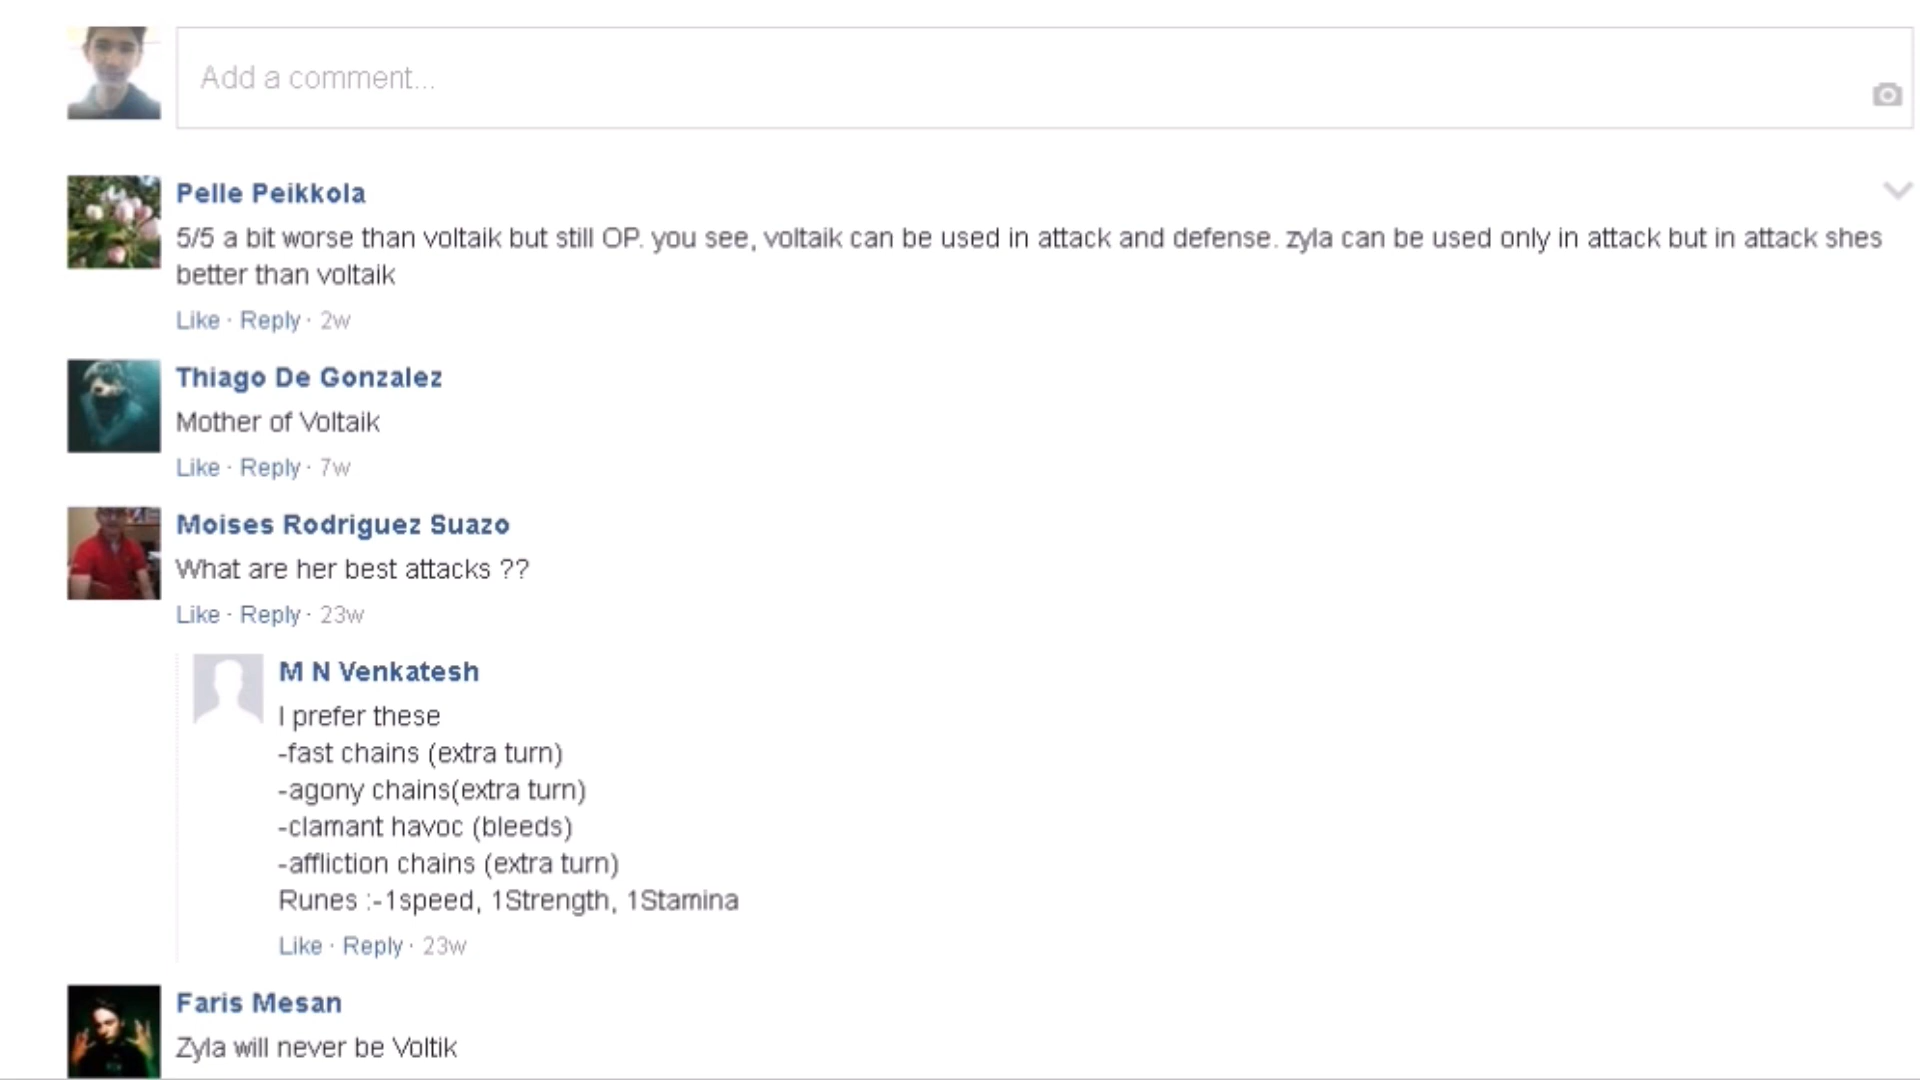 Add a comment...
Pelle Peikkola
5/5 a bit worse than voltaik but still OP. you see, voltaik can be used in attack and defense. zyla can be used only in attack but in attack shes
better than voltaik
Like · Reply · 2w
Thiago De Gonzalez
Mother of Voltaik
Like · Reply · 7w
Moises Rodriguez Suazo
What are her best attacks ??
Like · Reply · 23w
M N Venkatesh
I prefer these
-fast chains (extra turn)
-agony chains(extra turn)
-clamant havoc (bleeds)
-affliction chains (extra turn)
Runes :-1speed, 1Strength, 1Stamina
Like · Reply · 23w
Faris Mesan
Zyla will never be Voltik